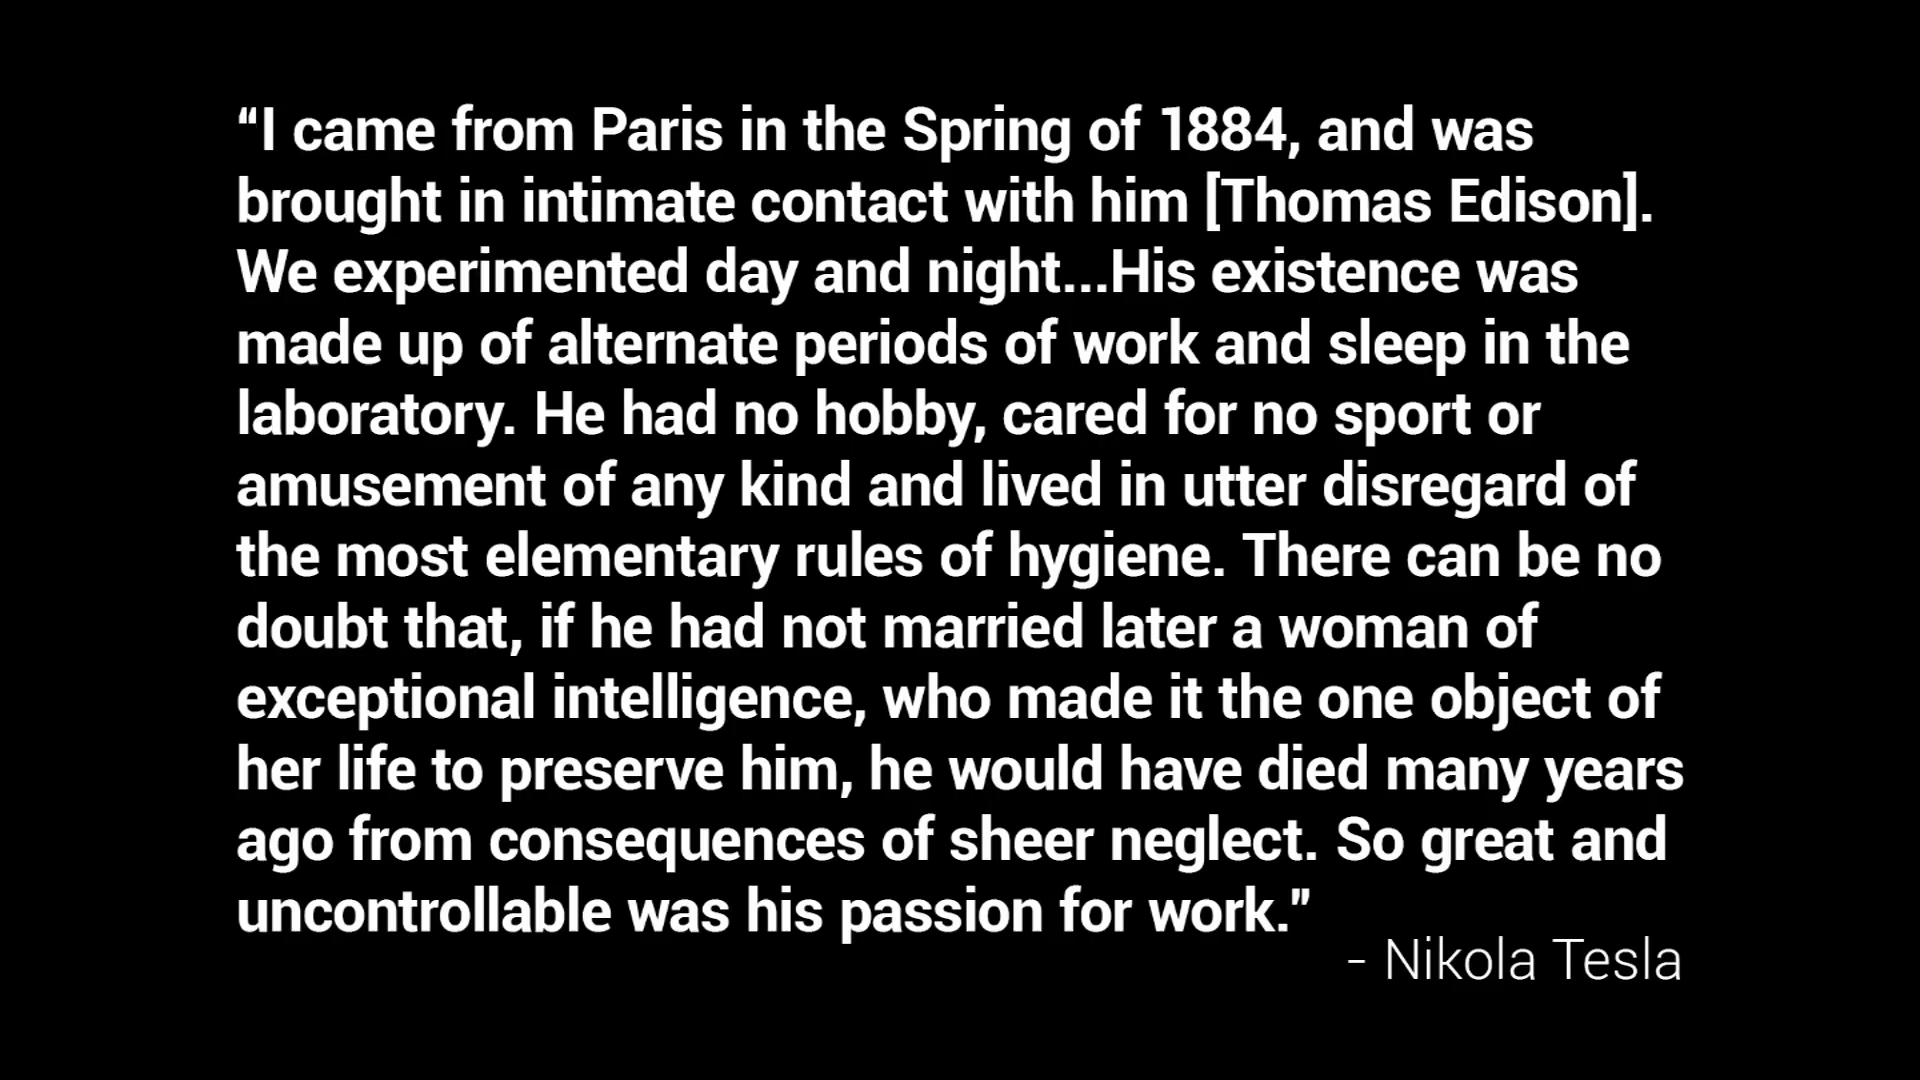 “I came from Paris in the Spring of 1884, and was
brought in intimate contact with him [Thomas Edison].
We experimented day and night...His existence was
made up of alternate periods of work and sleep in the
laboratory. He had no hobby, cared for no sport or
amusement of any kind and lived in utter disregard of
the most elementary rules of hygiene. There can be no
doubt that, if he had not married later a woman of
exceptional intelligence, who made it the one object of
her life to preserve him, he would have died many years
ago from consequences of sheer neglect. So great and
uncontrollable was his passion for work.”
- Nikola Tesla